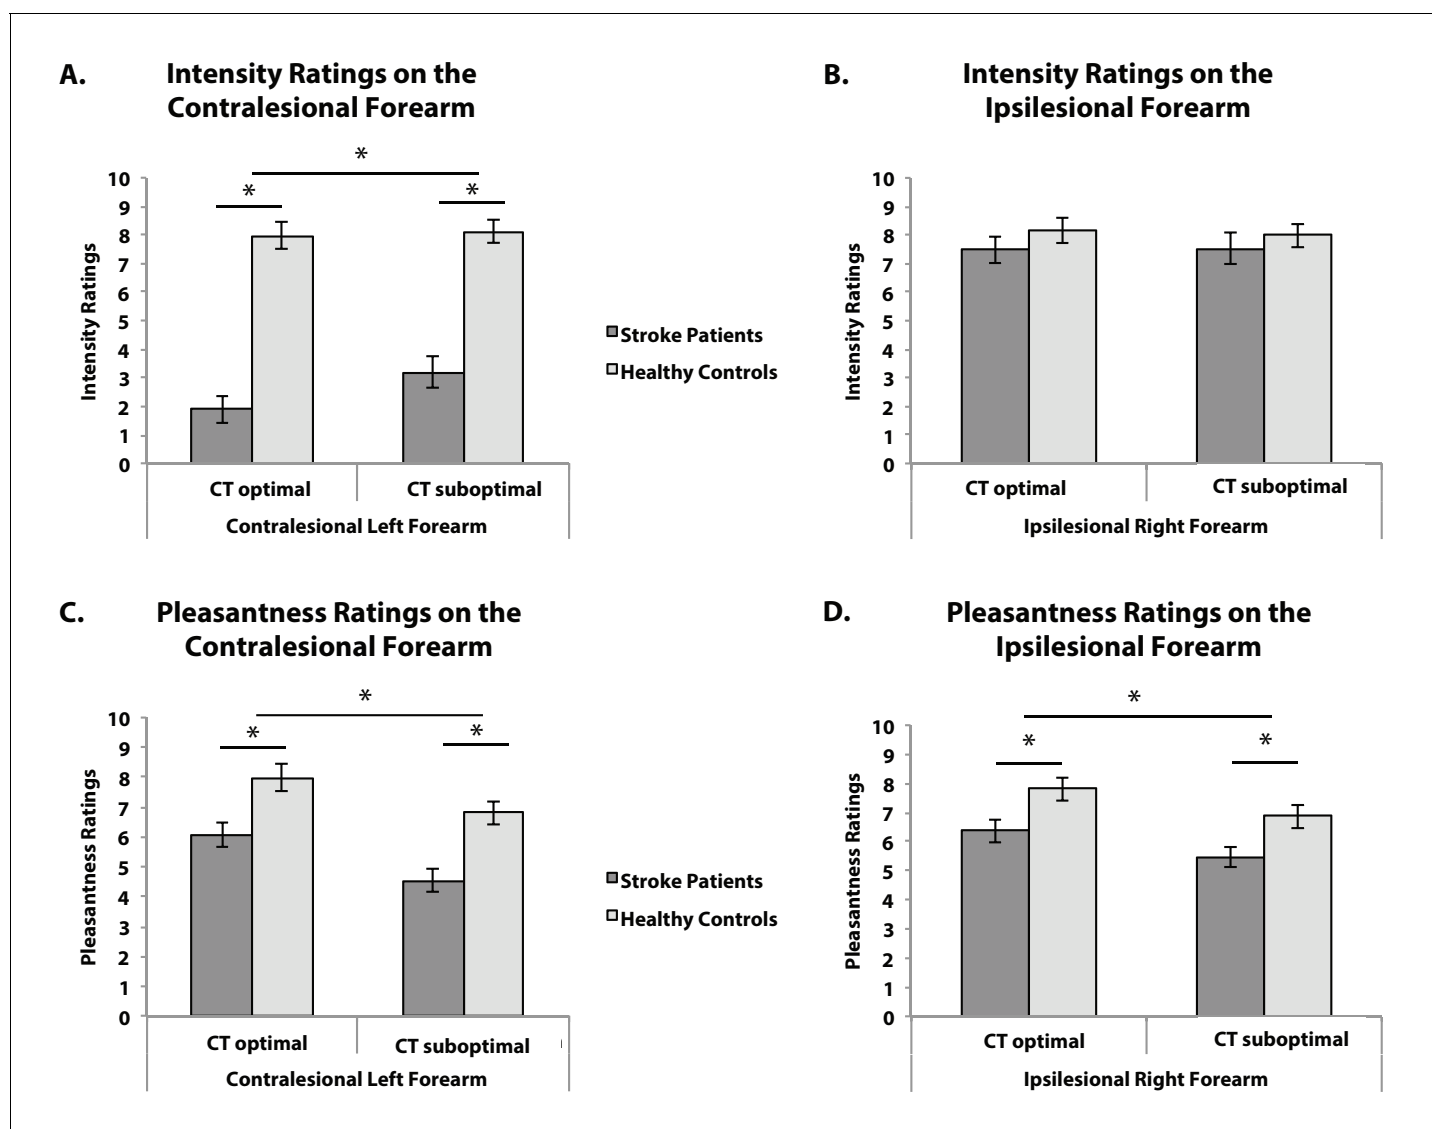 A.
Intensity Ratings on the
Contralesional Forearm
*
*
*
Intensity Ratings
10
9
8
7
6
5
4
3
2
1
0
CT optimal
CT suboptimal
Contralesional Left Forearm
Stroke Patients
Healthy Controls
B.
Intensity Ratings on the
Ipsilesional Forearm
Intensity Ratings
10
9
8
7
6
5
4
3
2
1
0
CT optimal
CT suboptimal
Ipsilesional Right Forearm
C.
Pleasantness Ratings on the
Contralesional Forearm
*
*
*
Pleasantness Ratings
10
9
8
7
6
5
4
3
2
1
0
CT optimal
CT suboptimal
Contralesional Left Forearm
Stroke Patients
Healthy Controls
D.
Pleasantness Ratings on the
Ipsilesional Forearm
*
*
*
Pleasantness Ratings
10
9
8
7
6
5
4
3
2
1
0
CT optimal
CT suboptimal
Ipsilesional Right Forearm